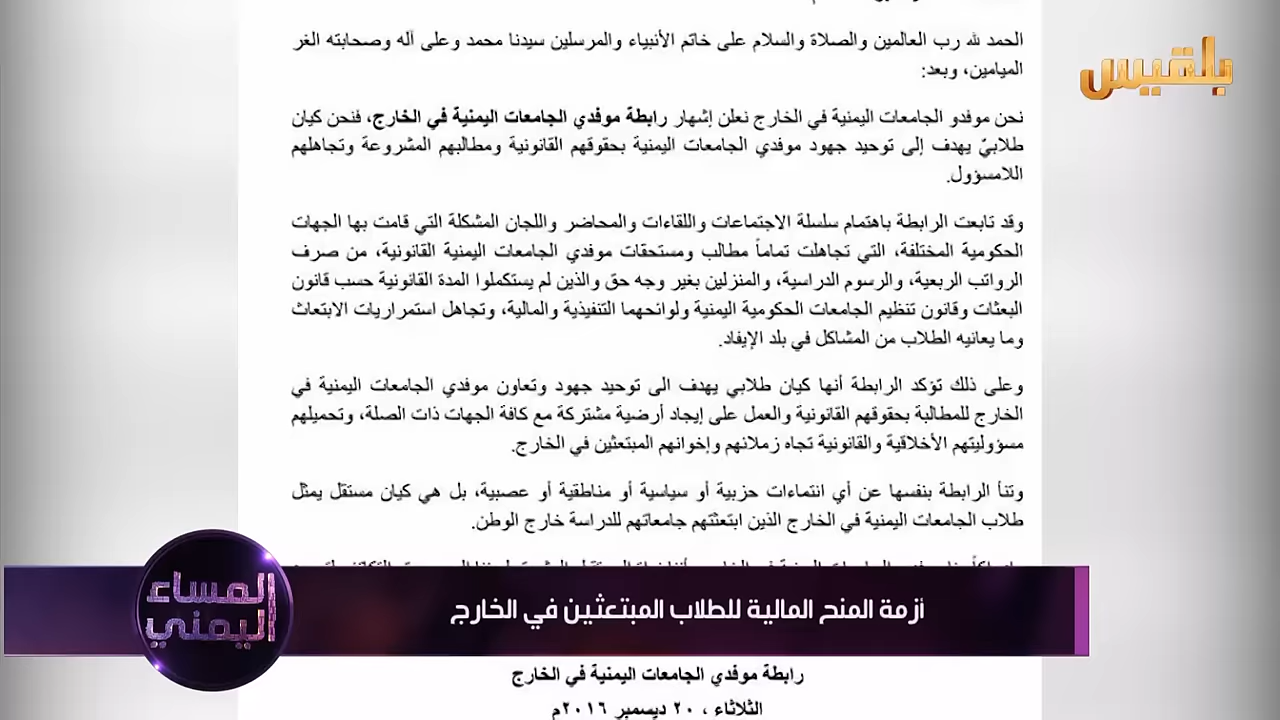 الحمد لله رب العالمين والصلاة والسلام على خاتم الأنبياء والمرسلين سيدنا محمد وعلى آله وصحابته الغر
الميامين، وبعد:
بلقيس
نحن موفدو الجامعات اليمنية في الخارج نعلن إشهار رابطة موفدي الجامعات اليمنية في الخارج، فنحن كيان
طلابيّ يهدف إلى توحيد جهود موفدي الجامعات اليمنية بحقوقهم القانونية ومطالبهم المشروعة وتجاهلهم
اللامسؤول.
وقد تابعت الرابطة باهتمام سلسلة الاجتماعات واللقاءات والمحاضر واللجان المشكلة التي قامت بها الجهات
الحكومية المختلفة، التي تجاهلت تماماً مطالب ومستحقات موفدي الجامعات اليمنية القانونية، من صرف
الرواتب الربعية، والرسوم الدراسية، والمنزلين بغير وجه حق والذين لم يستكملوا المدة القانونية حسب قانون
البعثات وقانون تنظيم الجامعات الحكومية اليمنية ولوائحهما التنفيذية والمالية، وتجاهل استمراريات الابتعاث
وما يعانيه الطلاب من المشاكل في بلد الإيفاد.
وعلى ذلك تؤكد الرابطة أنها كيان طلابي يهدف الى توحيد جهود وتعاون موفدي الجامعات اليمنية في
الخارج للمطالبة بحقوقهم القانونية والعمل على إيجاد أرضية مشتركة مع كافة الجهات ذات الصلة، وتحميلهم
مسؤوليتهم الأخلاقية والقانونية تجاه زملائهم وإخوانهم المبتعثين في الخارج.
وتنأ الرابطة بنفسها عن أي انتماءات حزبية أو سياسية أو مناطقية أو عصبية، بل هي كيان مستقل يمثل
طلاب الجامعات اليمنية في الخارج الذين ابتعثتهم جامعاتهم للدراسة خارج الوطن.
المساء
اليمني
أزمة المنح المالية للطلاب المبتعثين في الخارج
رابطة موفدي الجامعات اليمنية في الخارج
الثلاثاء ، ٢٠ ديسمبر ٢٠١٦م